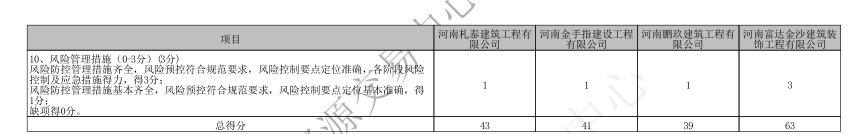 项目
河南札泰建筑工程有
限公司
河南金手指建设工程
有限公司
河南鹏玖建筑工程有
限公司
河南富达金沙建筑装
饰工程有限公司
10、风险管理措施（0-3分）(3分)
风险防控管理措施齐全，风险预控符合规范要求，风险控制要点定位准确，各阶段风险
控制及应急措施得力，得3分；
风险防控管理措施基本齐全，风险预控符合规范要求，风险控制要点定位基本准确，得
1分；
缺项得0分。
1
1
1
3
总得分
43
41
39
63
源交易中心
中心